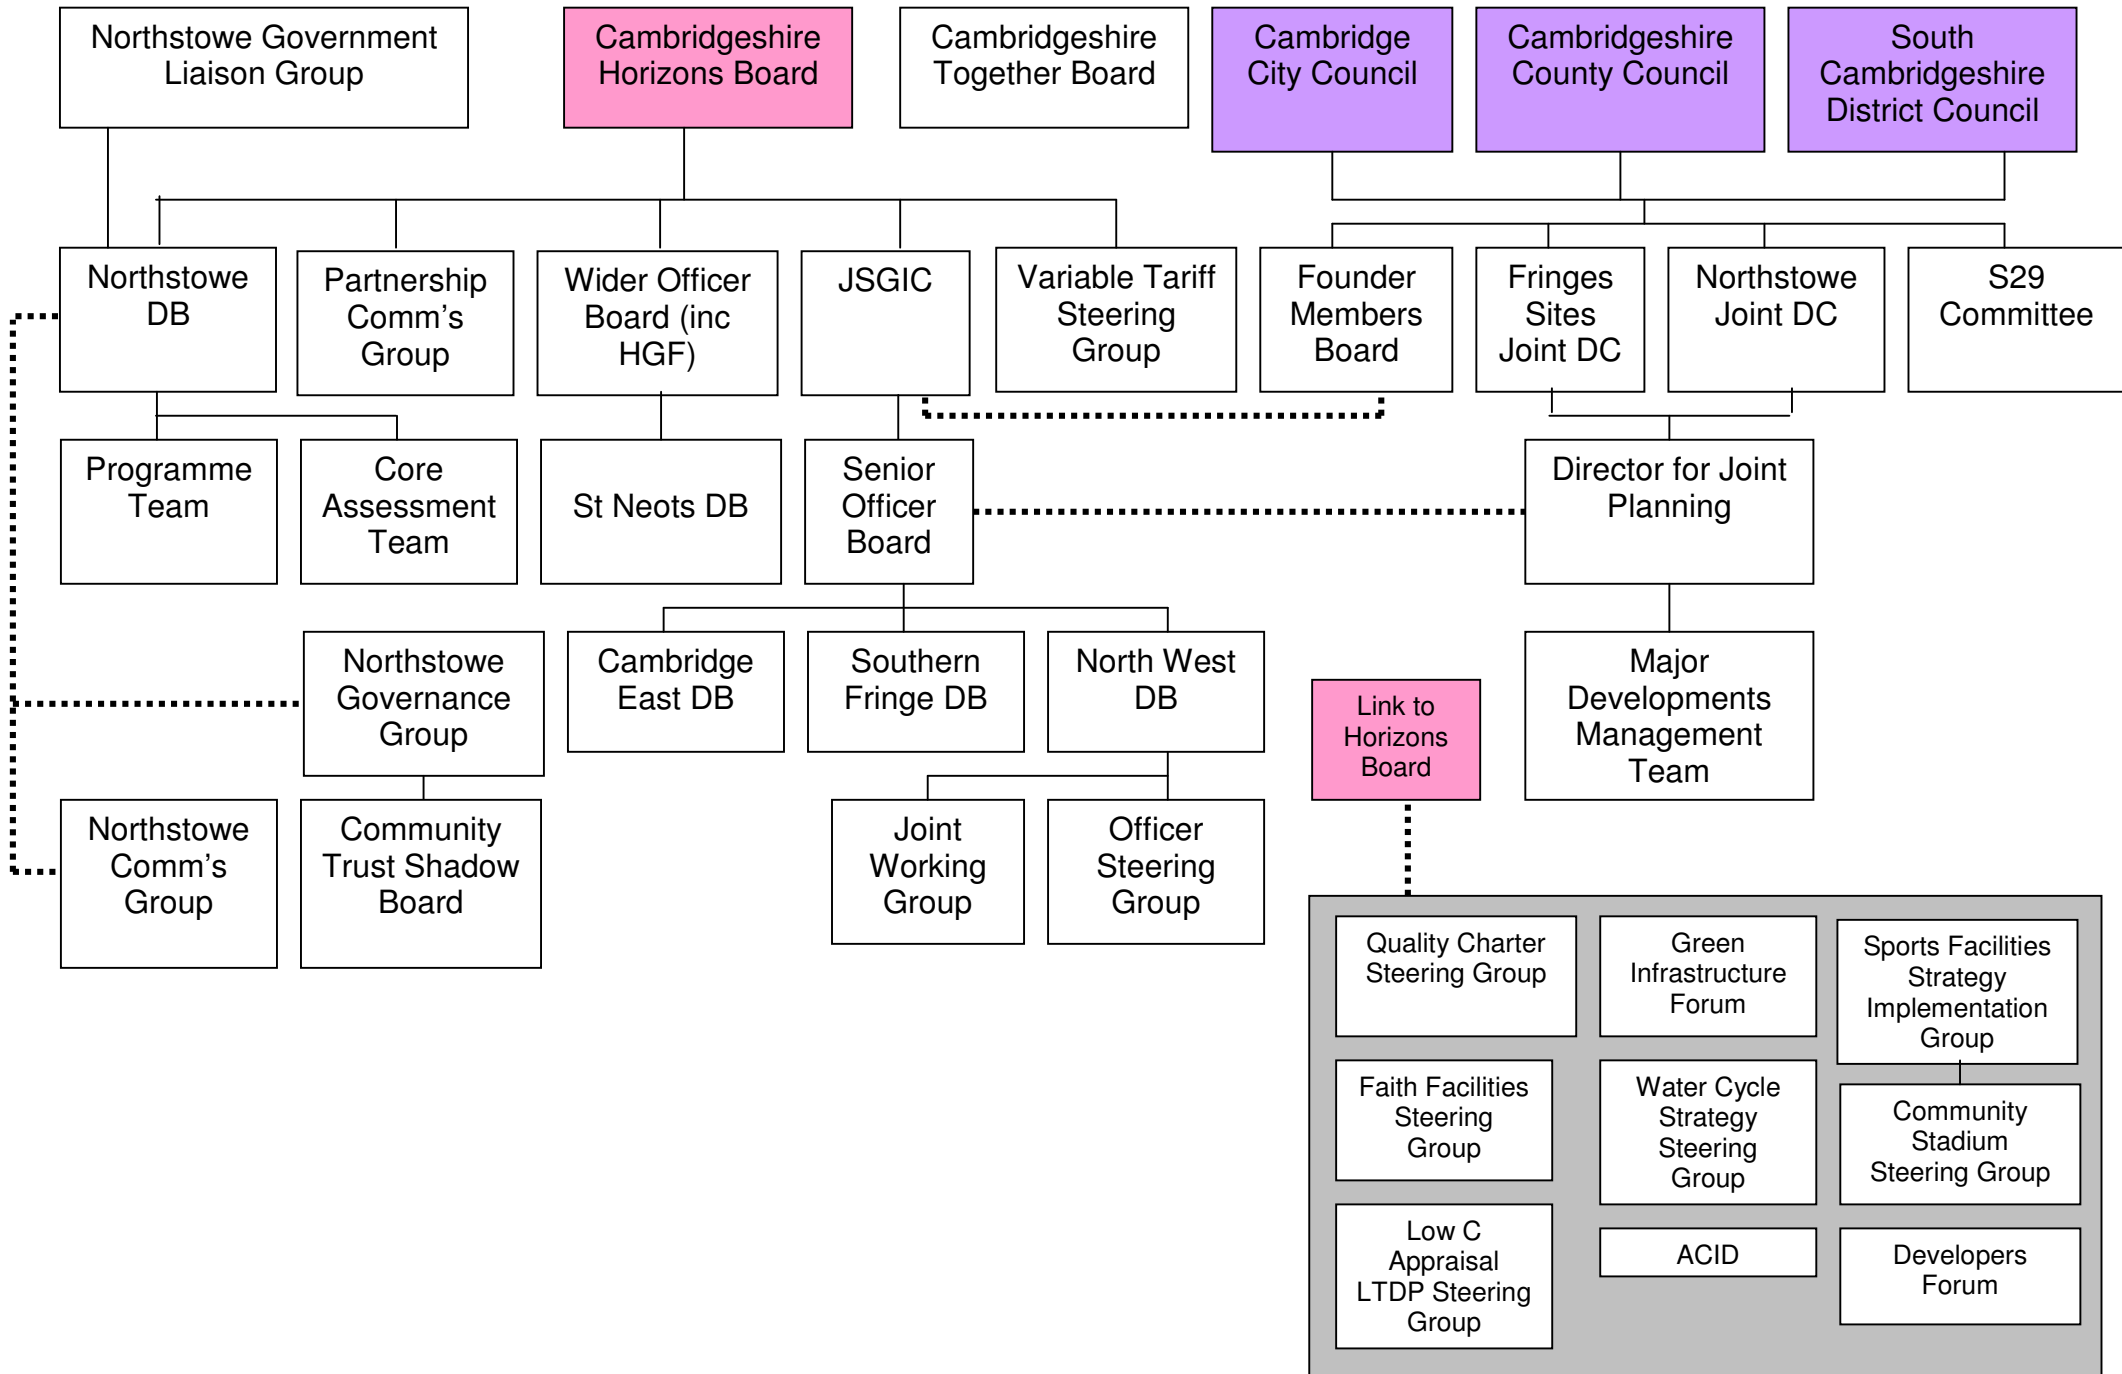 Northstowe Government
Liaison Group
Cambridgeshire
Horizons Board
Cambridgeshire
Together Board
Cambridge
City Council
Cambridgeshire
County Council
South
Cambridgeshire
District Council
Northstowe
DB
Partnership
Comm's
Group
Wider Officer
Board (inc
HGF)
JSGIC
Variable Tariff
Steering
Group
Founder
Members
Board
Fringes
Sites
Joint DC
Northstowe
Joint DC
S29
Committee
Programme
Team
Core
Assessment
Team
St Neots DB
Senior
Officer
Board
Director for Joint
Planning
Northstowe
Governance
Group
Cambridge
East DB
Southern
Fringe DB
North West
DB
Link to
Horizons
Board
Major
Developments
Management
Team
Northstowe
Comm's
Group
Community
Trust Shadow
Board
Joint
Working
Group
Officer
Steering
Group
Quality Charter
Steering Group
Green
Infrastructure
Forum
Sports Facilities
Strategy
Implementation
Group
Faith Facilities
Steering
Group
Water Cycle
Strategy
Steering
Group
Community
Stadium
Steering Group
Low C
Appraisal
LTDP Steering
Group
ACID
Developers
Forum